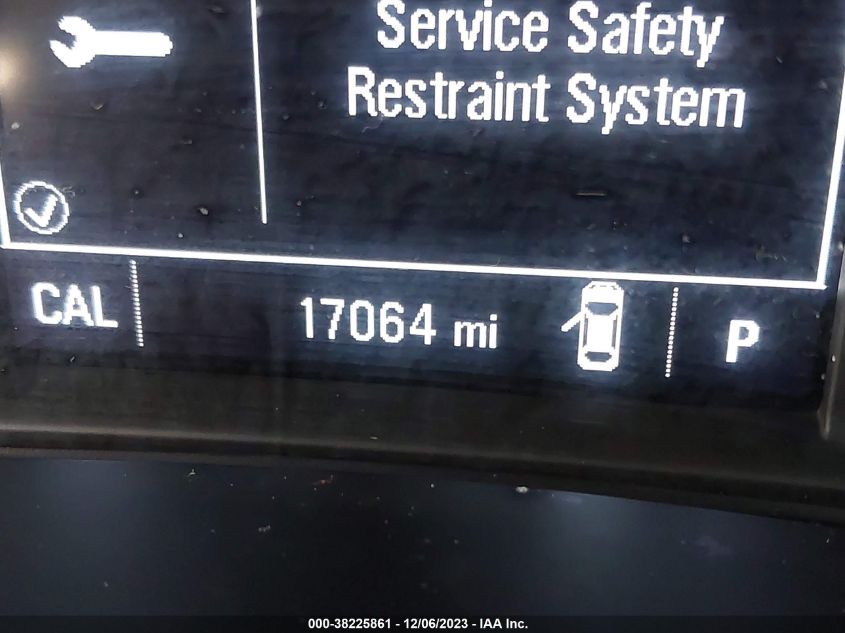 Service Safety
Restraint System
CAL 17064 mi P
000-38225861 - 12/06/2023 - IAA Inc.